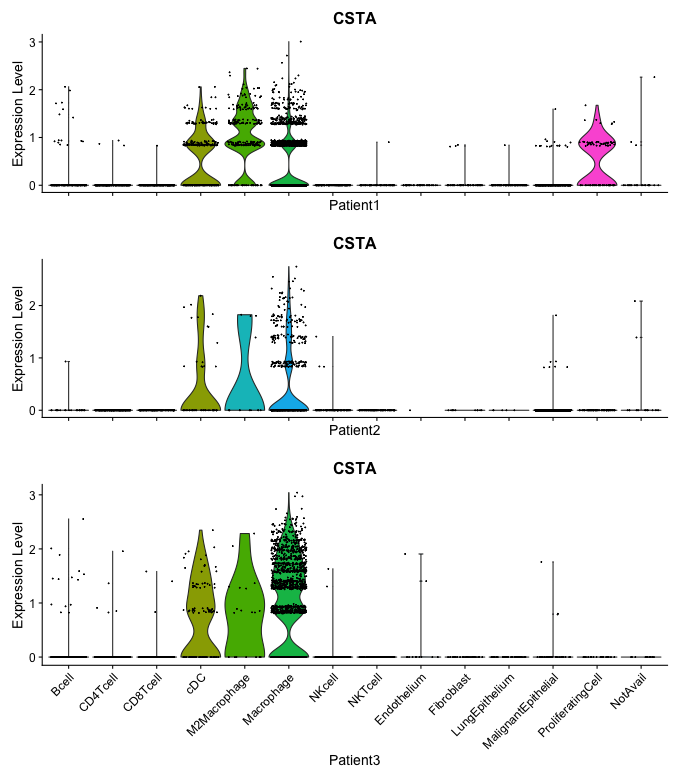 CSTA
Expression Level
3
2
1
0
Patient1
CSTA
Expression Level
2
1
0
Patient2
CSTA
Expression Level
3
2
1
0
Bcell
CD4Tcell
CD8Tcell
cDC
M2Macrophage
Macrophage
NKcell
NKTcell
Endothelium
Fibroblast
LungEpithelium
MalignantEpithelial
ProliferatingCell
NotAvail
Patient3